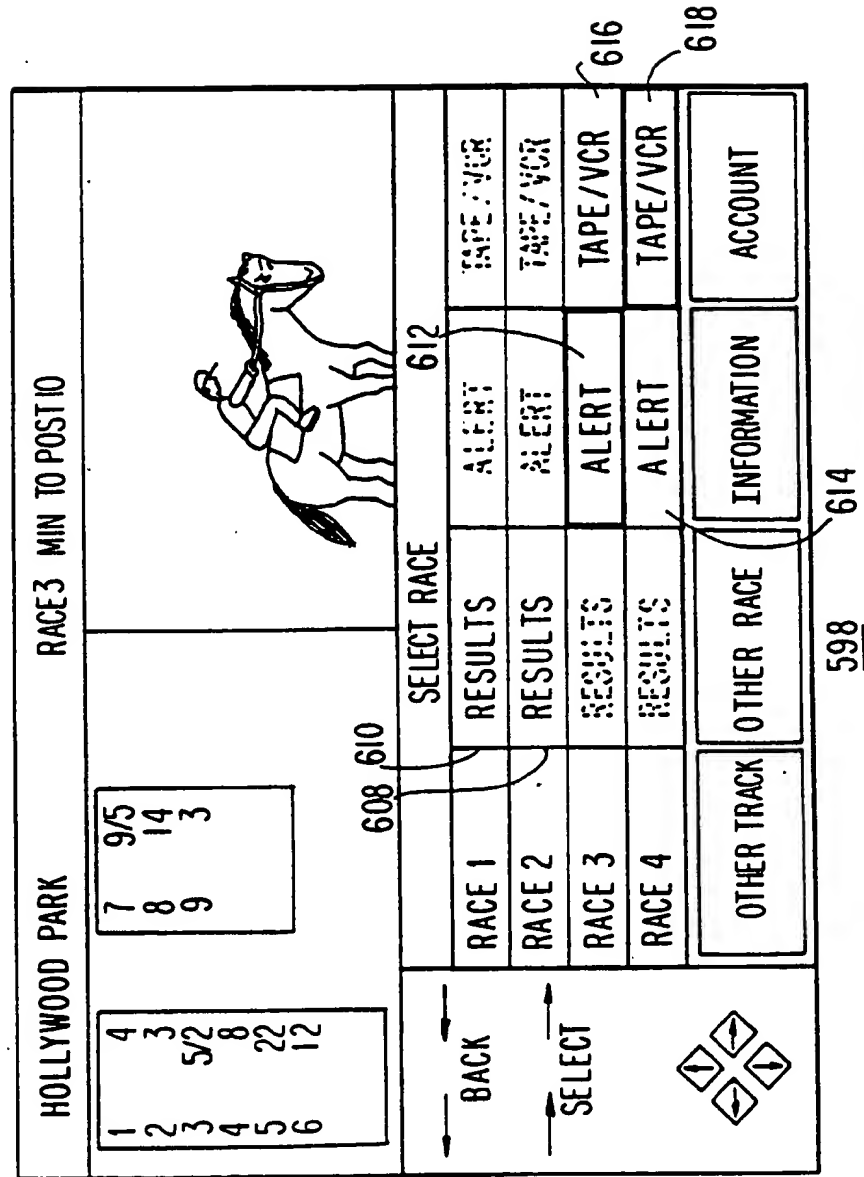 HOLLYWOOD PARK RACE3 MIN TO POST 10
1 4
2 3
3 5/2
4 8
5 22
6 12
7 9/5
8 14
9 3
BACK
SELECT
SELECT RACE
RACE 1 RESULTS ALERT TAPE/VCR
RACE 2 RESULTS ALERT TAPE/VCR
RACE 3 RESULTS ALERT TAPE/VCR
RACE 4 RESULTS ALERT TAPE/VCR
OTHER TRACK OTHER RACE INFORMATION ACCOUNT
610
608
612
614
616
618
598